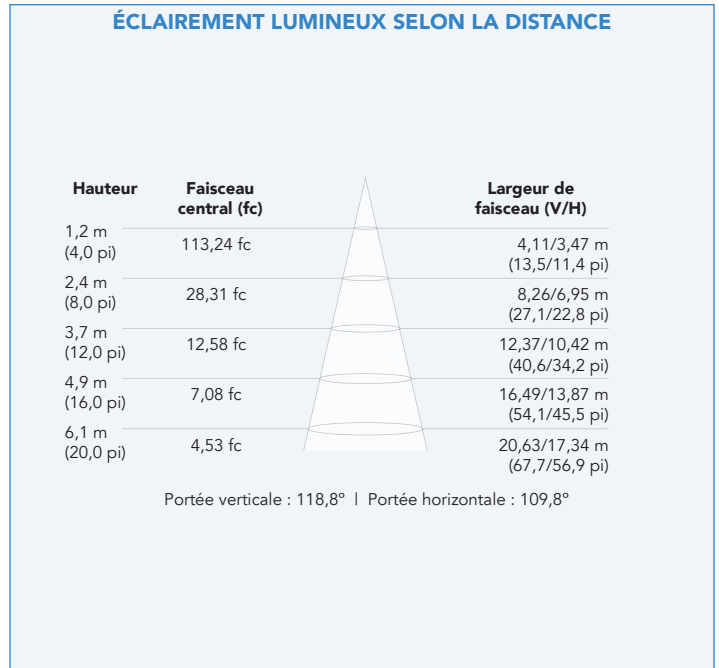 ÉCLAIREMENT LUMINEUX SELON LA DISTANCE
Hauteur
Faisceau
central (fc)
Largeur de
faisceau (V/H)
1,2 m
(4,0 pi)
113,24 fc
4,11/3,47 m
(13,5/11,4 pi)
2,4 m
(8,0 pi)
28,31 fc
8,26/6,95 m
(27,1/22,8 pi)
3,7 m
(12,0 pi)
12,58 fc
12,37/10,42 m
(40,6/34,2 pi)
4,9 m
(16,0 pi)
7,08 fc
16,49/13,87 m
(54,1/45,5 pi)
6,1 m
(20,0 pi)
4,53 fc
20,63/17,34 m
(67,7/56,9 pi)
Portée verticale : 118,8º | Portée horizontale : 109,8º